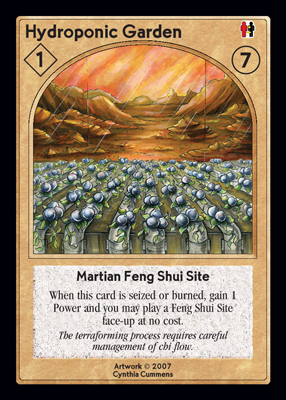 Hydroponic Garden
1
7
Martian Feng Shui Site
When this card is seized or burned, gain 1
Power and you may play a Feng Shui Site
face-up at no cost.
The terraforming process requires careful
management of chi flow.
Artwork © 2007
Cynthia Cummens